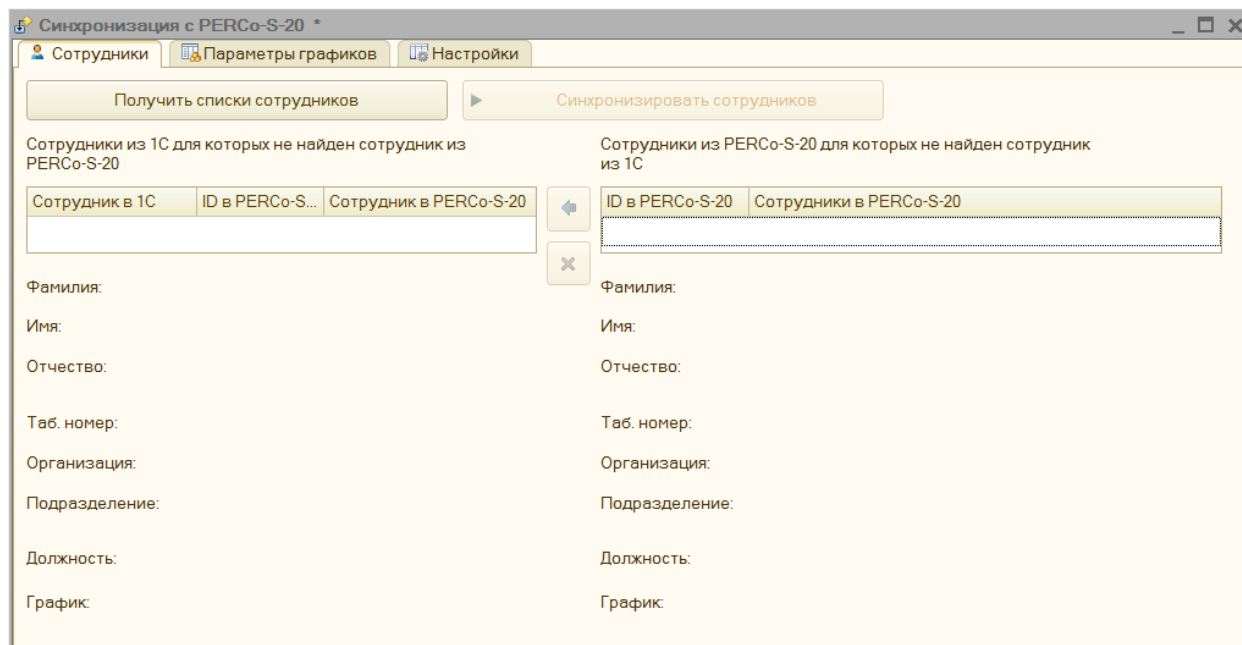 Синхронизация с PERCo-S-20 *
Сотрудники Параметры графиков Настройки
Получить списки сотрудников Синхронизировать сотрудников
Сотрудники из 1С для которых не найден сотрудник из
PERCo-S-20
Сотрудники из PERCo-S-20 для которых не найден сотрудник
из 1С
Сотрудник в 1С ID в PERCo-S... Сотрудник в PERCo-S-20
ID в PERCo-S-20 Сотрудники в PERCo-S-20
Фамилия: Фамилия:
Имя: Имя:
Отчество: Отчество:
Таб. номер: Таб. номер:
Организация: Организация:
Подразделение: Подразделение:
Должность: Должность:
График: График: